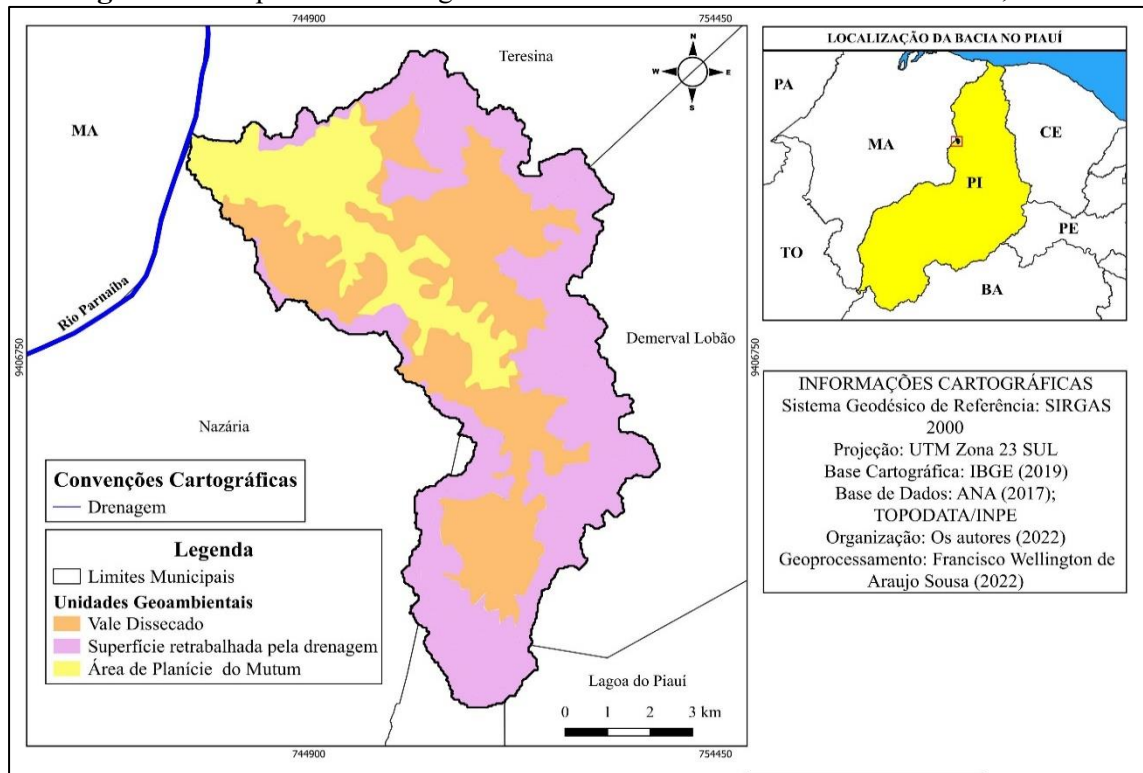 744900
754450
Teresina
N
W
E
S
MA
Rio Parnaíba
9406750
9406750
Demerval Lobão
Nazária
Lagoa do Piauí
Convenções Cartográficas
Drenagem
Legenda
Limites Municipais
Unidades Geoambientais
Vale Dissecado
Superfície retrabalhada pela drenagem
Área de Planície do Mutum
0 1 2 3 km
744900
754450
LOCALIZAÇÃO DA BACIA NO PIAUÍ
PA
MA
CE
PI
PE
TO
BA
INFORMAÇÕES CARTOGRÁFICAS
Sistema Geodésico de Referência: SIRGAS
2000
Projeção: UTM Zona 23 SUL
Base Cartográfica: IBGE (2019)
Base de Dados: ANA (2017);
TOPODATA/INPE
Organização: Os autores (2022)
Geoprocessamento: Francisco Wellington de
Araujo Sousa (2022)